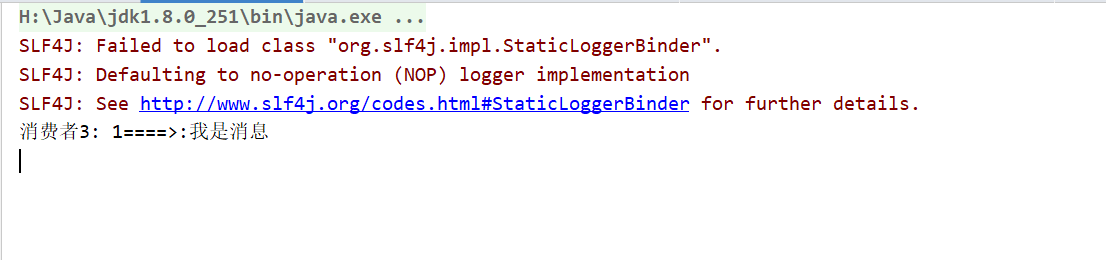 H:\Java\jdk1.8.0_251\bin\java.exe ...
SLF4J: Failed to load class "org.slf4j.impl.StaticLoggerBinder".
SLF4J: Defaulting to no-operation (NOP) logger implementation
SLF4J: See http://www.slf4j.org/codes.html#StaticLoggerBinder for further details.
消费者3: 1====>:我是消息